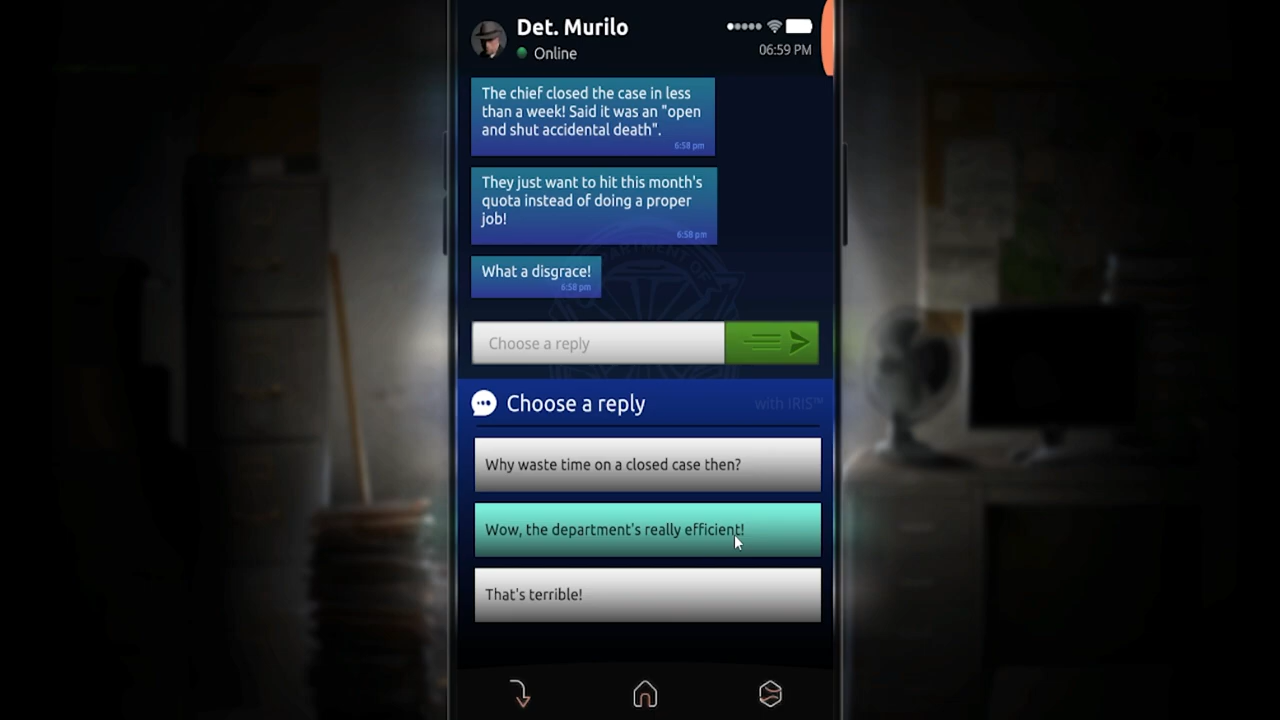 Det. Murilo
Online
06:59 PM
The chief closed the case in less
than a week! Said it was an "open
and shut accidental death".
6:58 pm
They just want to hit this month's
quota instead of doing a proper
job!
6:58 pm
What a disgrace!
6:58 pm
Choose a reply
Choose a reply
with IRIS™
Why waste time on a closed case then?
Wow, the department's really efficient!
That's terrible!